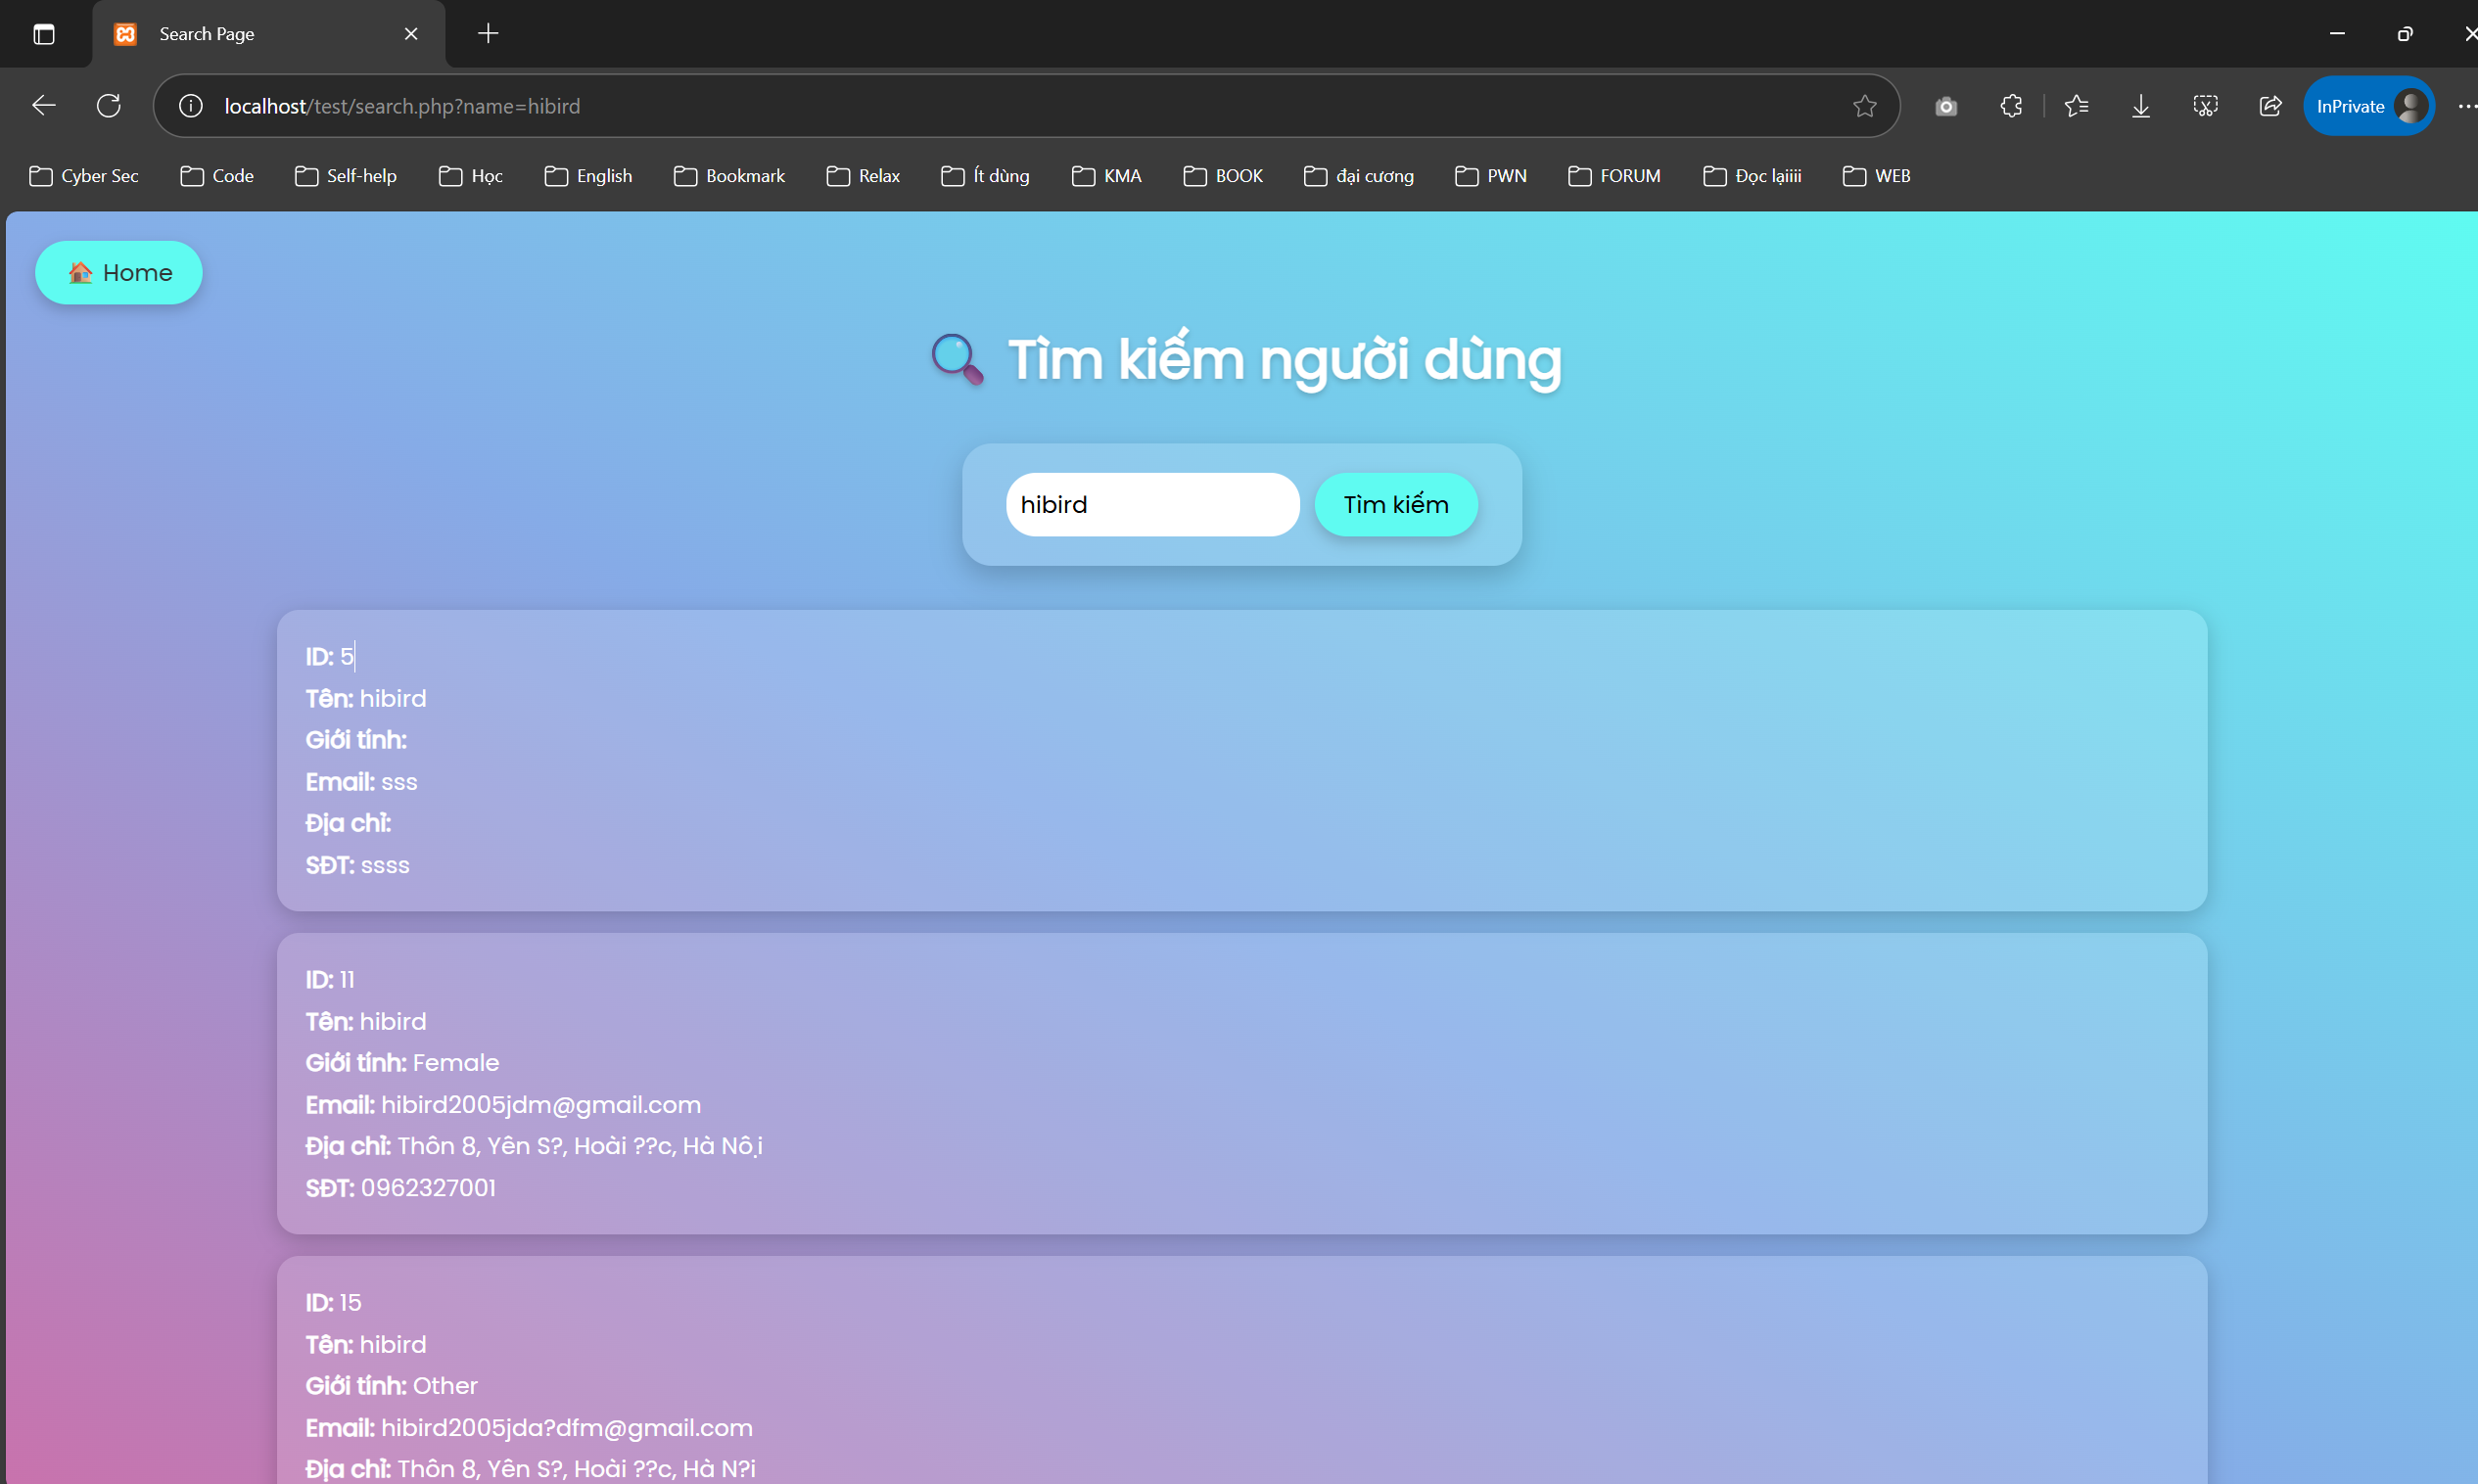 Search Page
localhost/test/search.php?name=hibird
InPrivate
Cyber Sec
Code
Self-help
Học
English
Bookmark
Relax
Ít dùng
KMA
BOOK
đại cương
PWN
FORUM
Đọc lạiiii
WEB
Home
Tìm kiếm người dùng
hibird
Tìm kiếm
ID: 5
Tên: hibird
Giới tính:
Email: sss
Địa chỉ:
SĐT: ssss
ID: 11
Tên: hibird
Giới tính: Female
Email: hibird2005jdm@gmail.com
Địa chỉ: Thôn 8, Yên S?, Hoài ??c, Hà Nội
SĐT: 0962327001
ID: 15
Tên: hibird
Giới tính: Other
Email: hibird2005jda?dfm@gmail.com
Địa chỉ: Thôn 8, Yên S?, Hoài ??c, Hà N?i